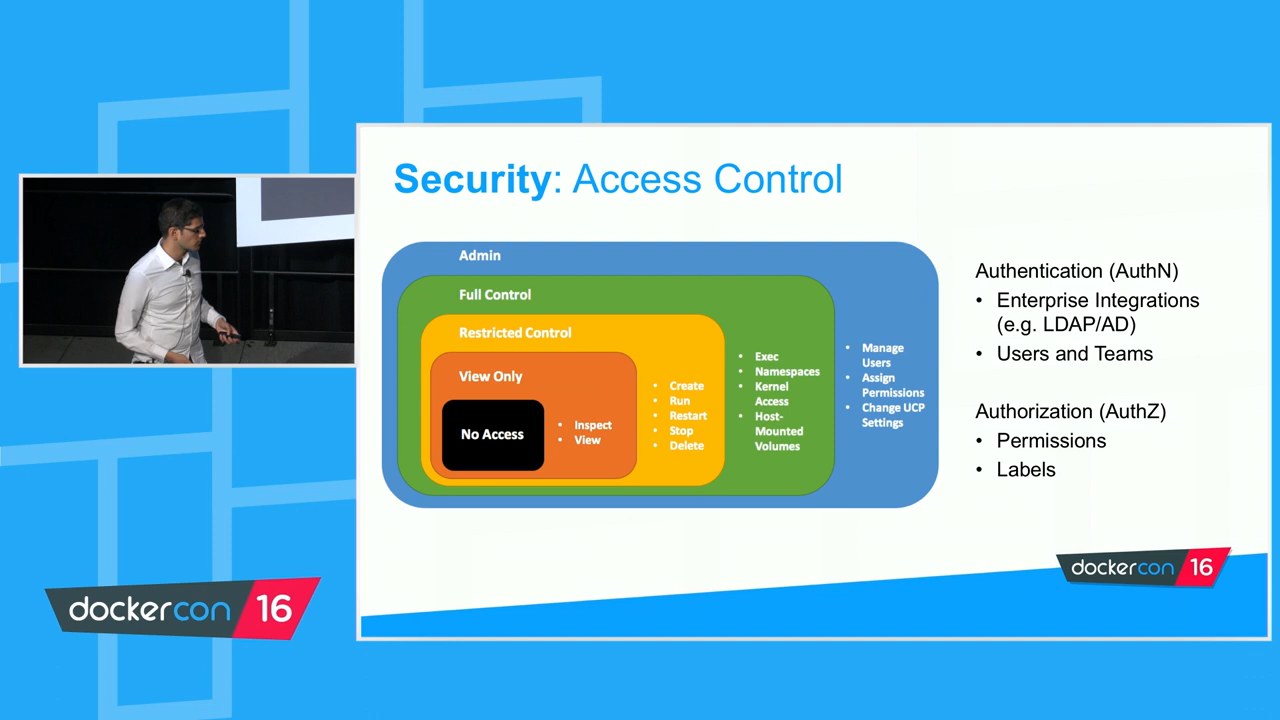 Security: Access Control
Admin
Full Control
Restricted Control
View Only
No Access
• Inspect
• View
• Create
• Run
• Restart
• Stop
• Delete
• Exec
• Namespaces
• Kernel
Access
• Host-
Mounted
Volumes
• Manage
Users
• Assign
Permissions
• Change UCP
Settings
Authentication (AuthN)
• Enterprise Integrations
(e.g. LDAP/AD)
• Users and Teams
Authorization (AuthZ)
• Permissions
• Labels
dockercon 16
dockercon 16